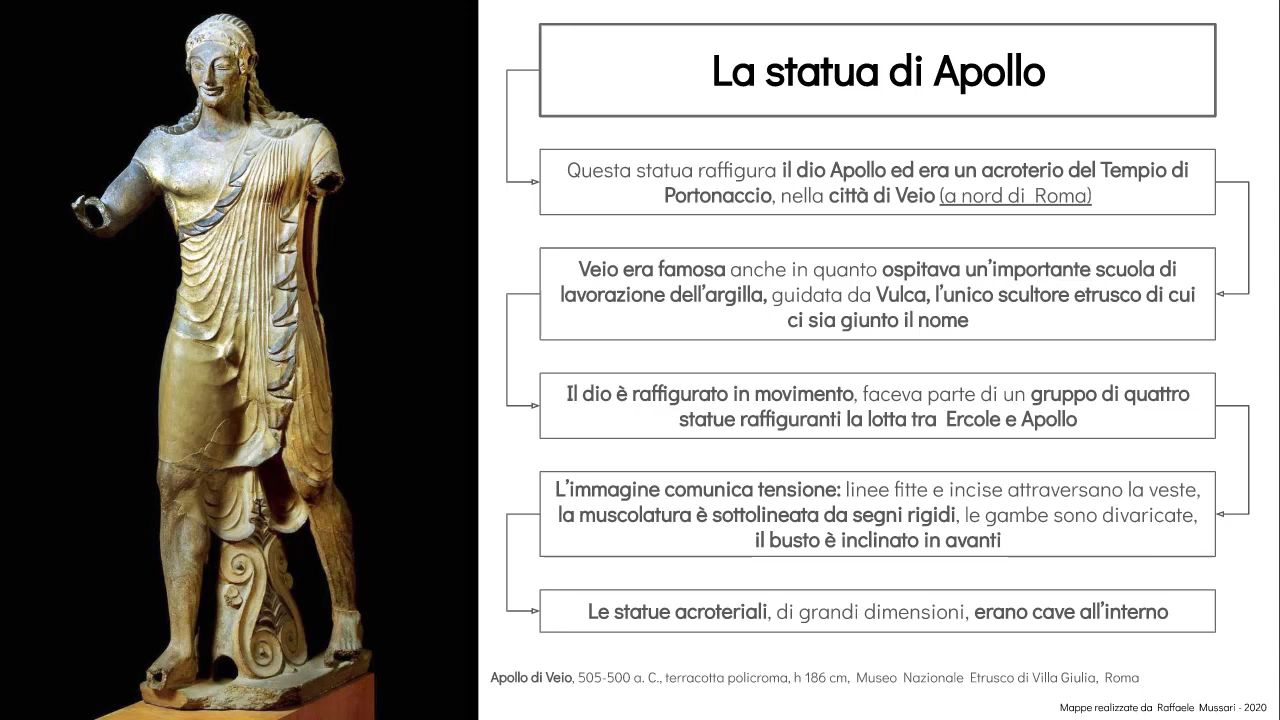 La statua di Apollo
Questa statua raffigura il dio Apollo ed era un acroterio del Tempio di
Portonaccio, nella città di Veio (a nord di Roma)
Veio era famosa anche in quanto ospitava un'importante scuola di
lavorazione dell'argilla, guidata da Vulca, l'unico scultore etrusco di cui
ci sia giunto il nome
Il dio è raffigurato in movimento, faceva parte di un gruppo di quattro
statue raffiguranti la lotta tra Ercole e Apollo
L'immagine comunica tensione: linee fitte e incise attraversano la veste,
la muscolatura è sottolineata da segni rigidi, le gambe sono divaricate,
il busto è inclinato in avanti
Le statue acroteriali, di grandi dimensioni, erano cave all'interno
Apollo di Veio, 505-500 a. C., terracotta policroma, h 186 cm, Museo Nazionale Etrusco di Villa Giulia, Roma
Mappe realizzate da Raffaele Mussari - 2020